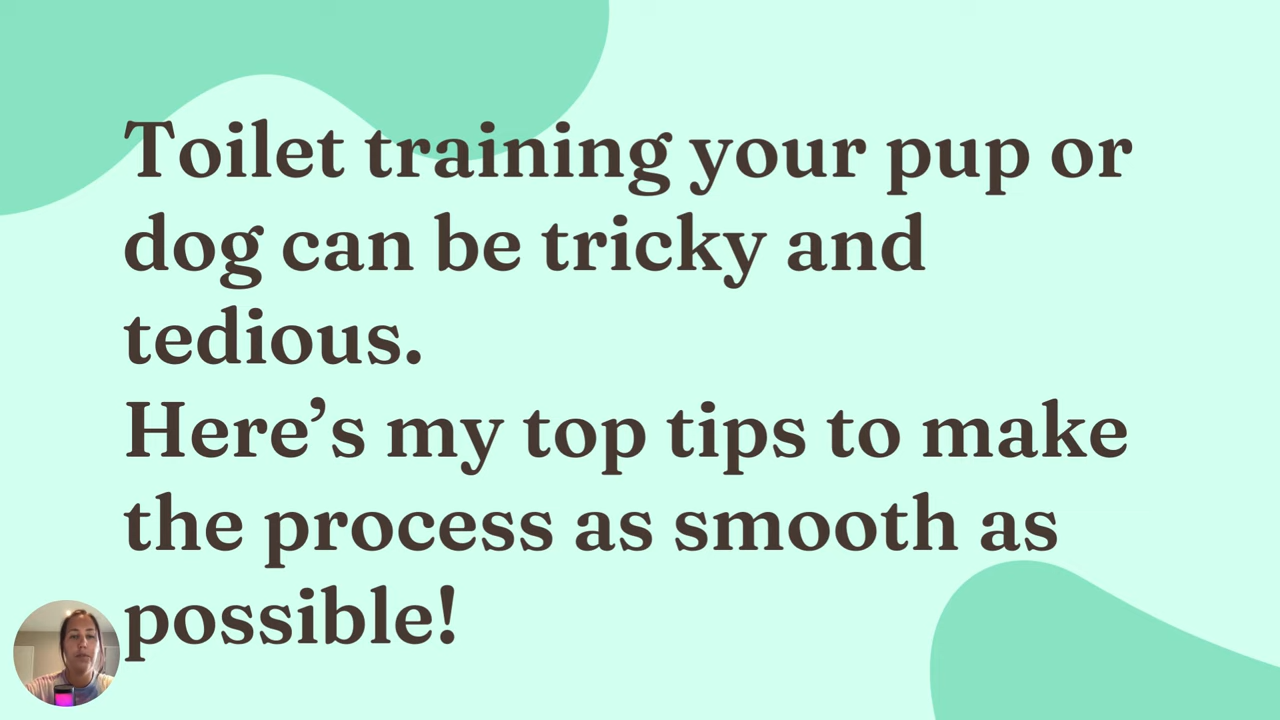 Toilet training your pup or
dog can be tricky and
tedious.
Here’s my top tips to make
the process as smooth as
possible!